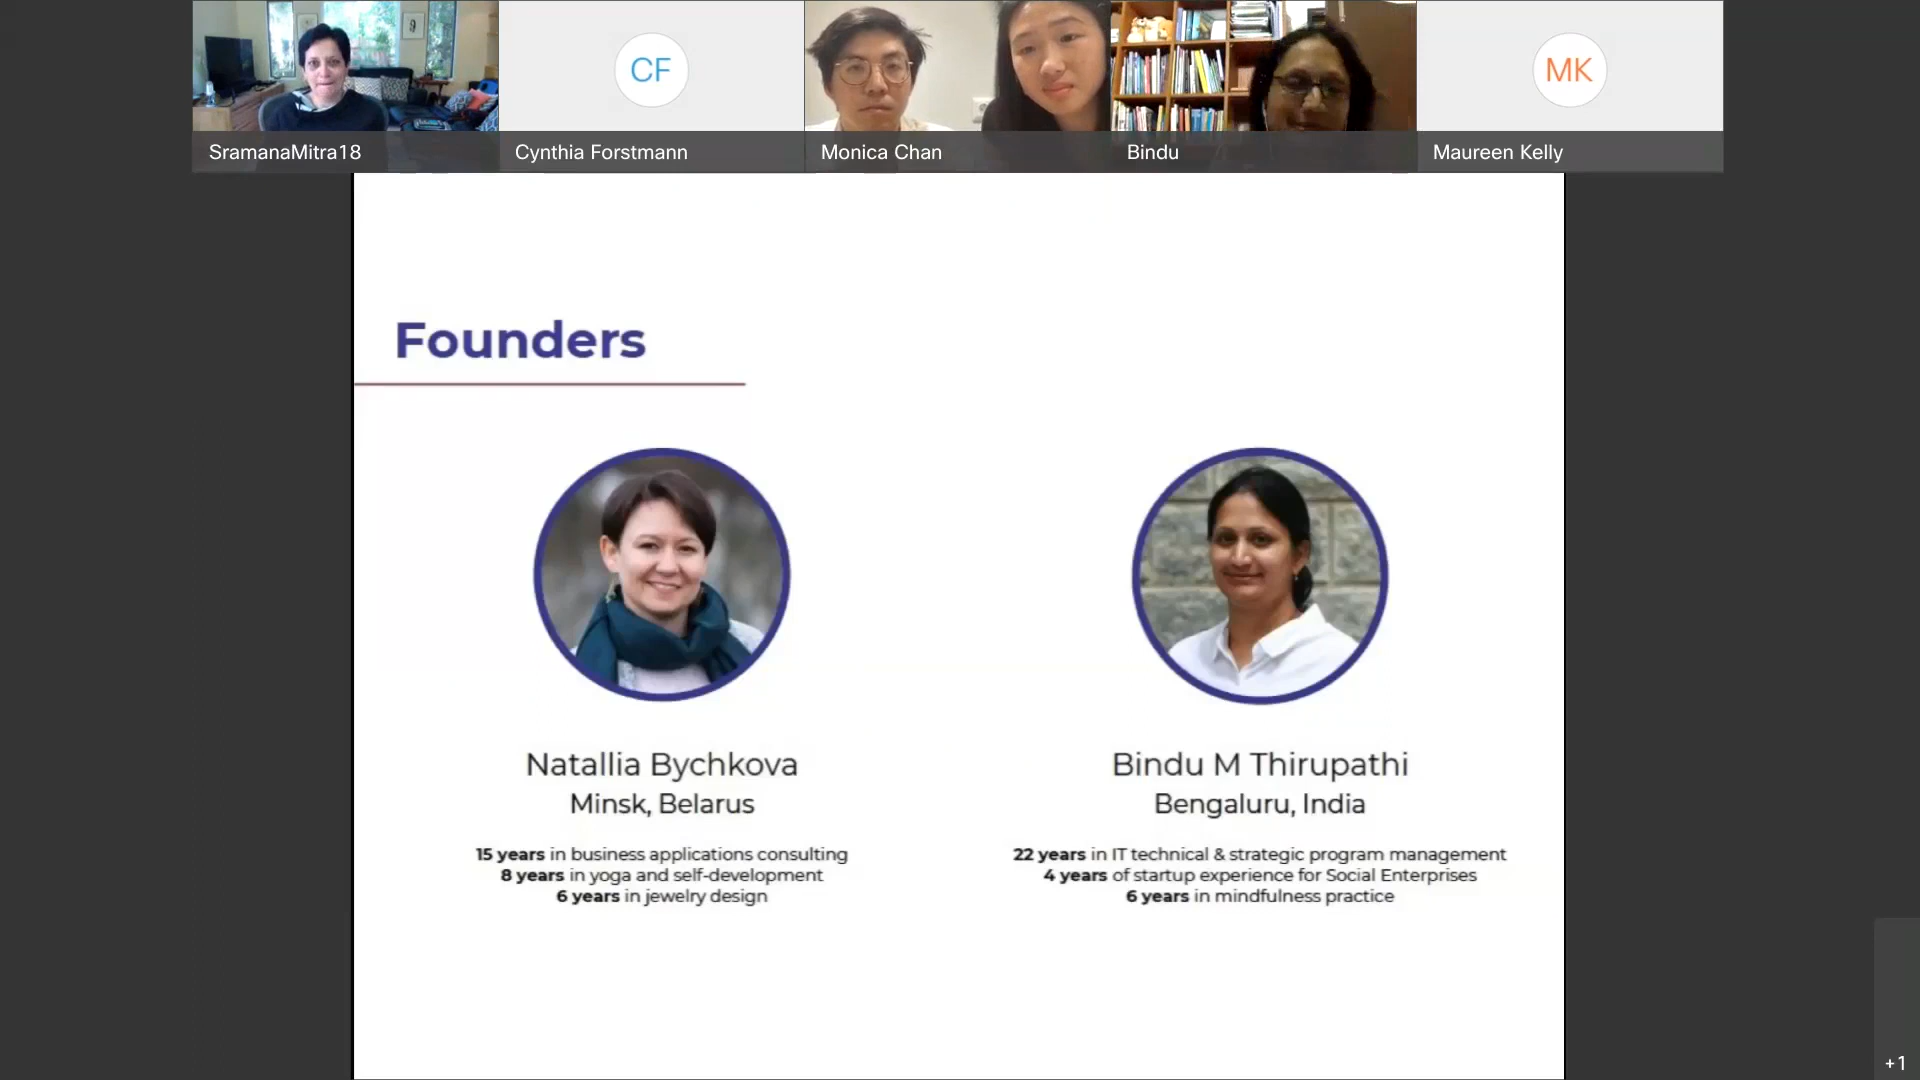 CF
MK
SramanaMitra18
Cynthia Forstmann
Monica Chan
Bindu
Maureen Kelly
Founders
Natallia Bychkova
Minsk, Belarus
15 years in business applications consulting
8 years in yoga and self-development
6 years in jewelry design
Bindu M Thirupathi
Bengaluru, India
22 years in IT technical & strategic program management
4 years of startup experience for Social Enterprises
6 years in mindfulness practice
+1